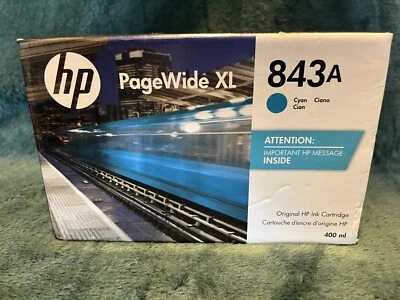 hp
PageWide XL
843A
Cyan Ciano
Cian
ATTENTION:
IMPORTANT HP MESSAGE
INSIDE
Original HP Ink Cartridge
Cartouche d'encre d'origine HP
400 ml